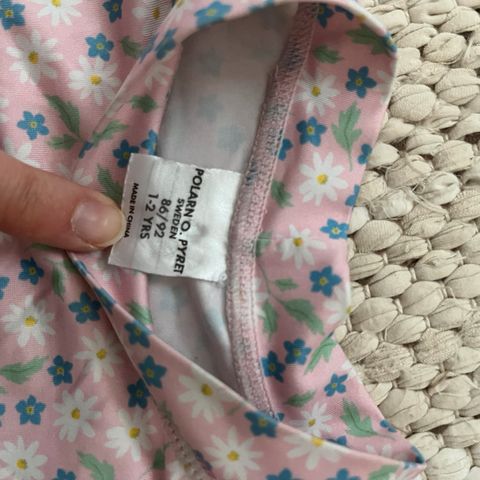 POLARN O. PYRET
SWEDEN
86/92
1-2 YRS
MADE IN CHINA